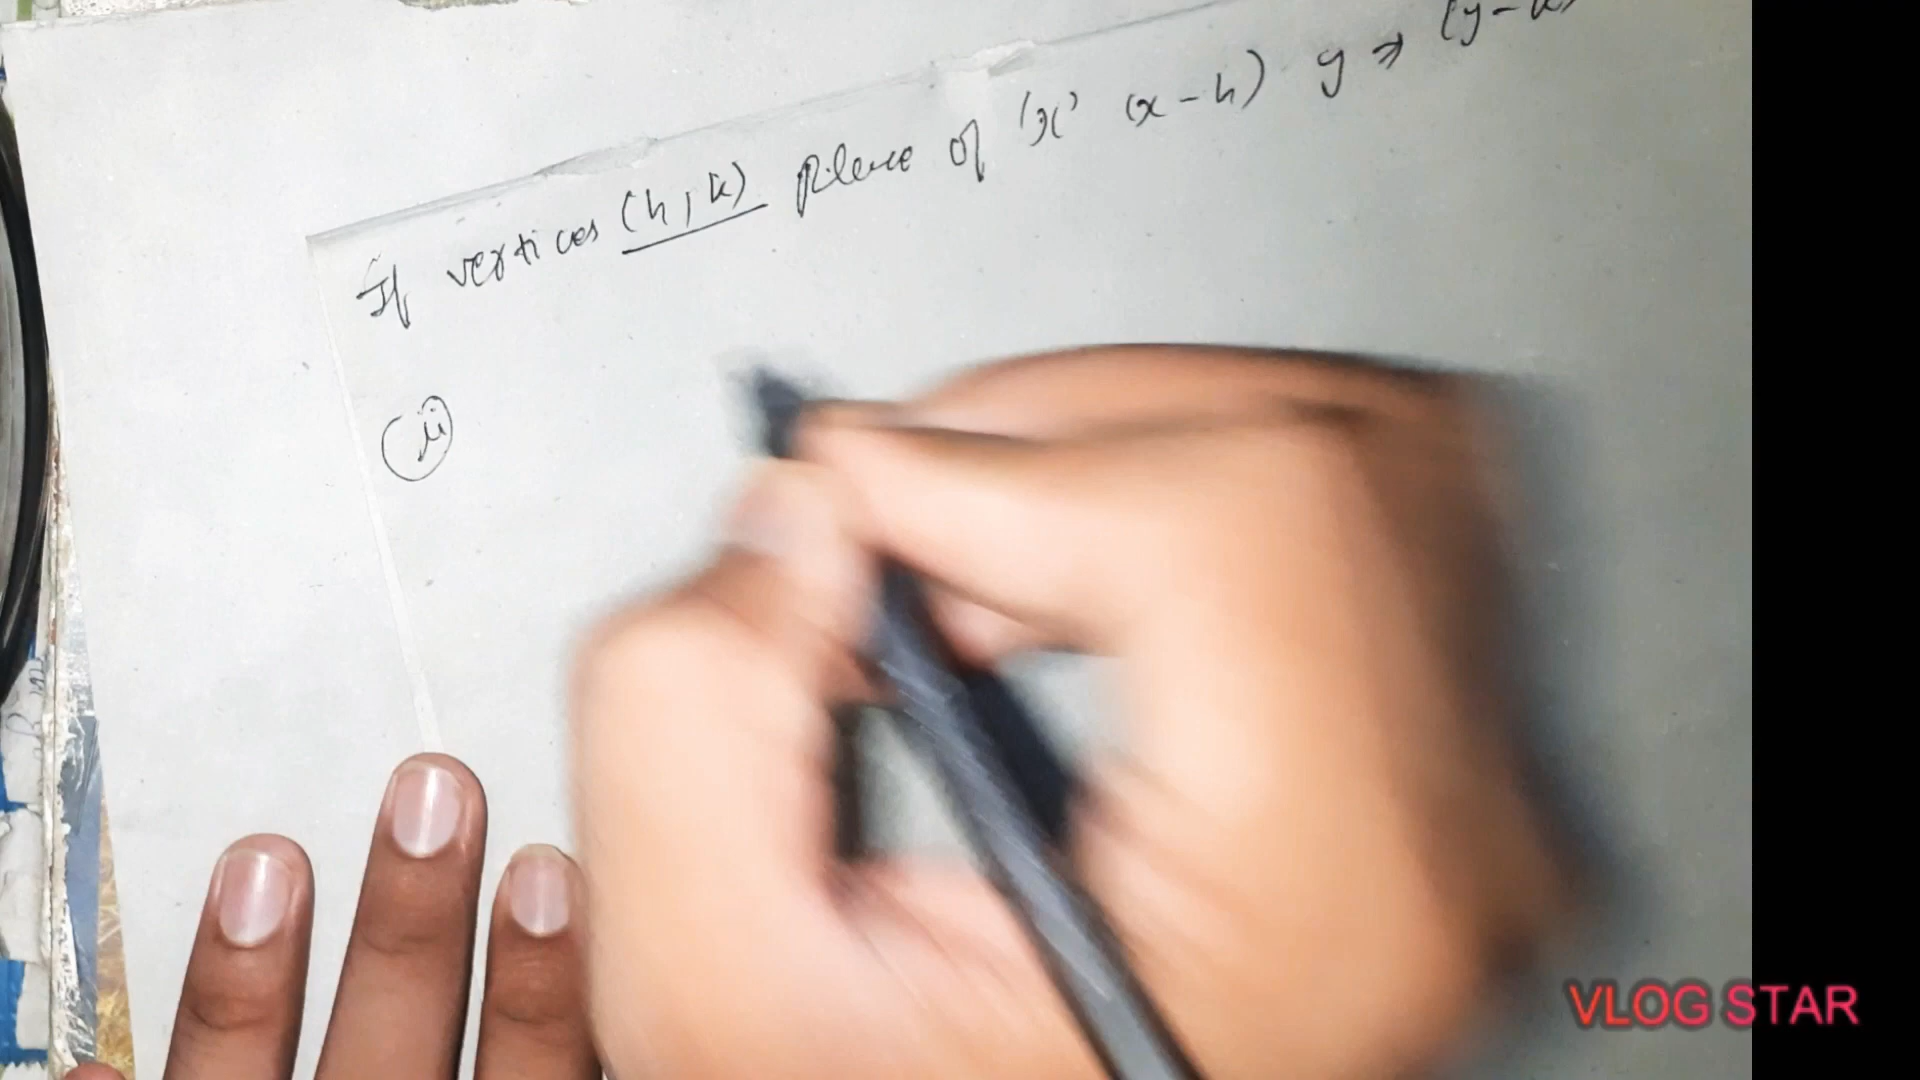 If vertices (h, k) place of 'x' (x-h) y ⇒ (y-k)
(ii)
VLOG STAR